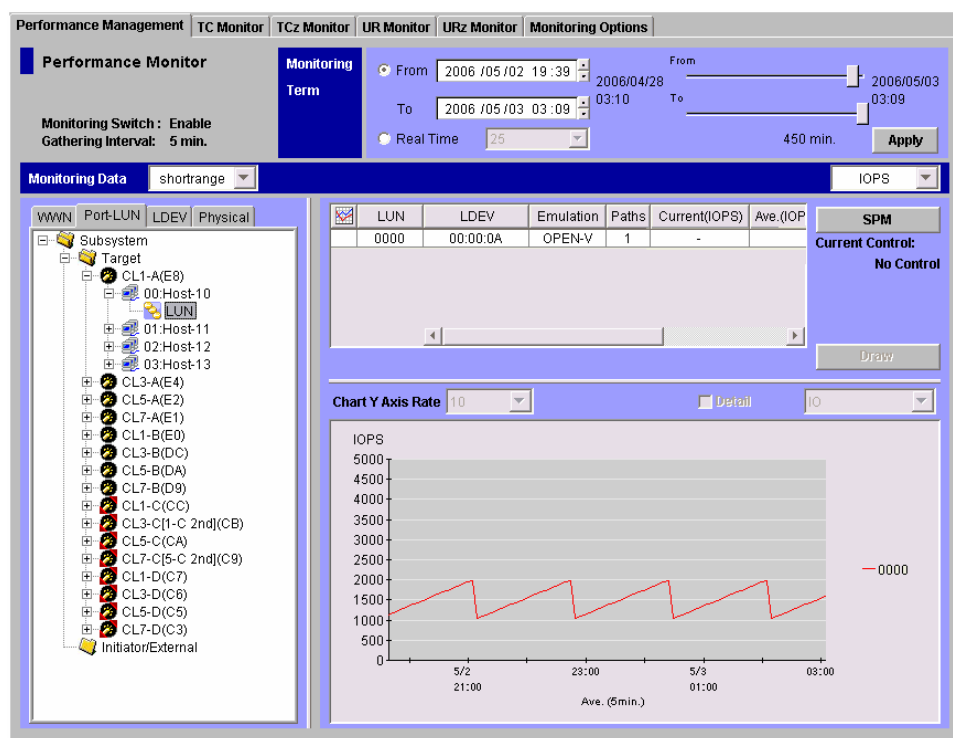 Performance Management TC Monitor TCz Monitor UR Monitor URz Monitor Monitoring Options
Performance Monitor
Monitoring Switch : Enable
Gathering Interval: 5 min.
Monitoring Term
From 2006 /05 /02 19 :39
To 2006 /05 /03 03 :09
Real Time 25
2006/04/28 03:10
From
To
2006/05/03 03:09
450 min.
Apply
Monitoring Data shortrange IOPS
WWN Port-LUN LDEV Physical
Subsystem
Target
CL1-A(E8)
00:Host-10
LUN
01:Host-11
02:Host-12
03:Host-13
CL3-A(E4)
CL5-A(E2)
CL7-A(E1)
CL1-B(E0)
CL3-B(DC)
CL5-B(DA)
CL7-B(D9)
CL1-C(CC)
CL3-C[1-C 2nd](CB)
CL5-C(CA)
CL7-C[5-C 2nd](C9)
CL1-D(C7)
CL3-D(C6)
CL5-D(C5)
CL7-D(C3)
Initiator/External
LUN LDEV Emulation Paths Current(IOPS) Ave.(IOP
0000 00:00:0A OPEN-V 1 -
SPM
Current Control:
No Control
Draw
Chart Y Axis Rate 10 Detail IO
IOPS
5000
4500
4000
3500
3000
2500
2000
1500
1000
500
0
5/2 23:00 5/3 03:00
21:00 01:00
Ave. (5min.)
0000